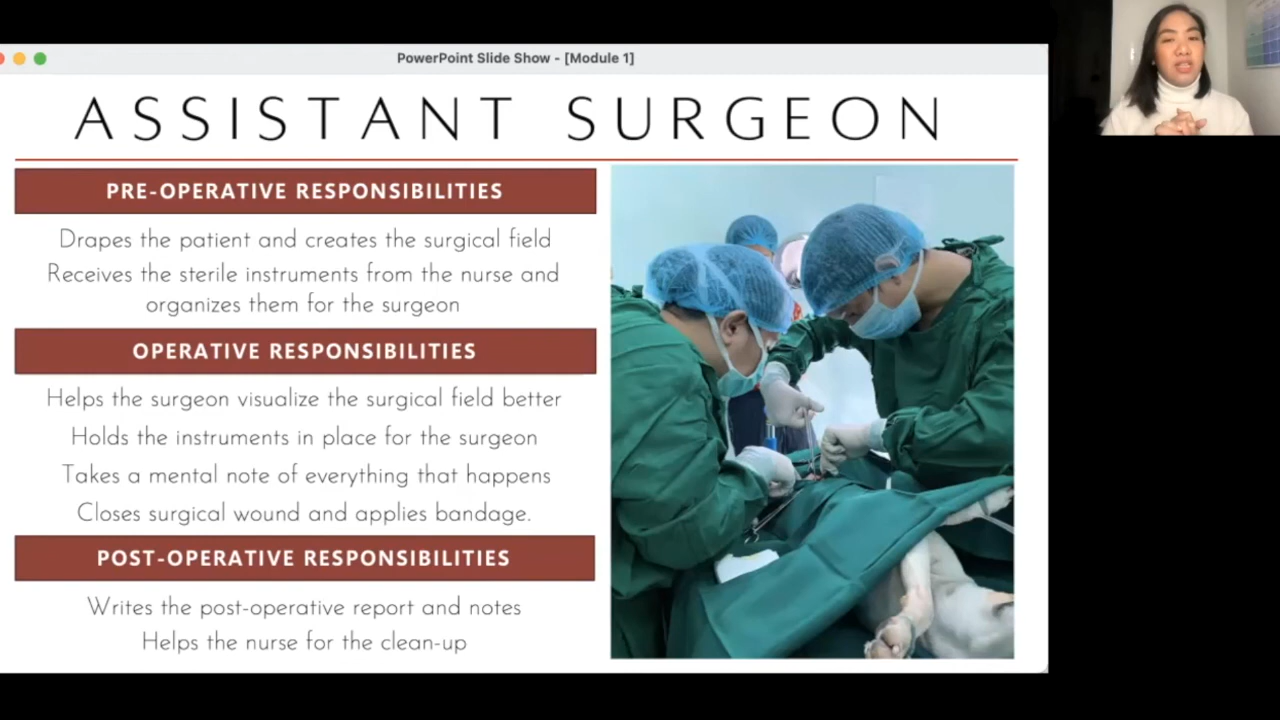 PowerPoint Slide Show - [Module 1]
ASSISTANT SURGEON
PRE-OPERATIVE RESPONSIBILITIES
Drapes the patient and creates the surgical field
Receives the sterile instruments from the nurse and
organizes them for the surgeon
OPERATIVE RESPONSIBILITIES
Helps the surgeon visualize the surgical field better
Holds the instruments in place for the surgeon
Takes a mental note of everything that happens
Closes surgical wound and applies bandage.
POST-OPERATIVE RESPONSIBILITIES
Writes the post-operative report and notes
Helps the nurse for the clean-up